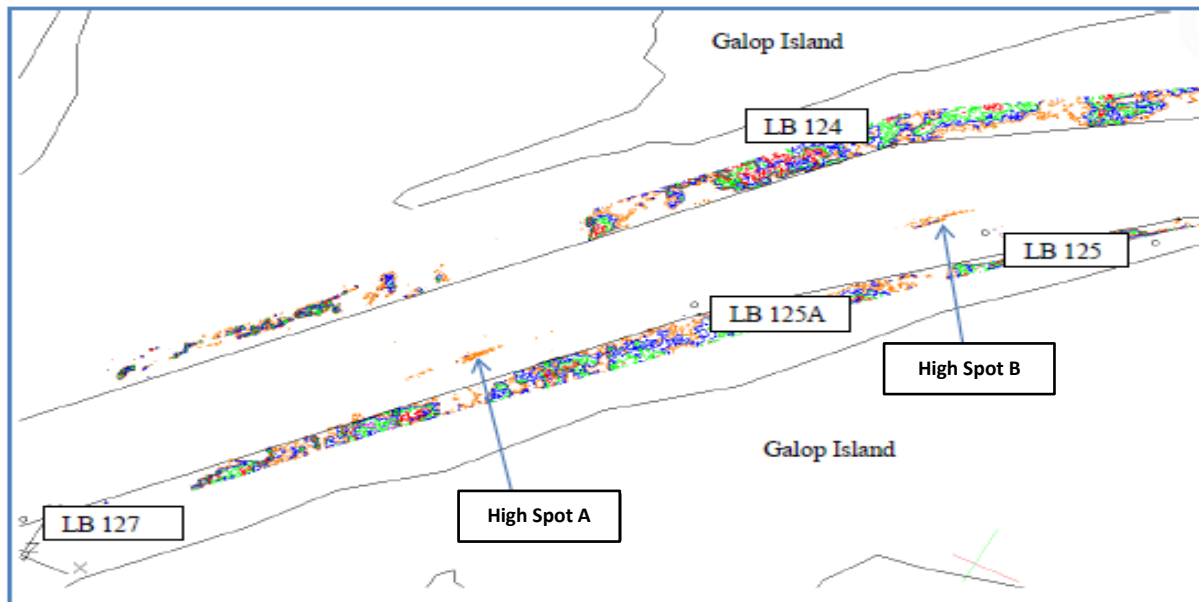 Galop Island
LB 124
LB 125
LB 125A
High Spot B
Galop Island
High Spot A
LB 127